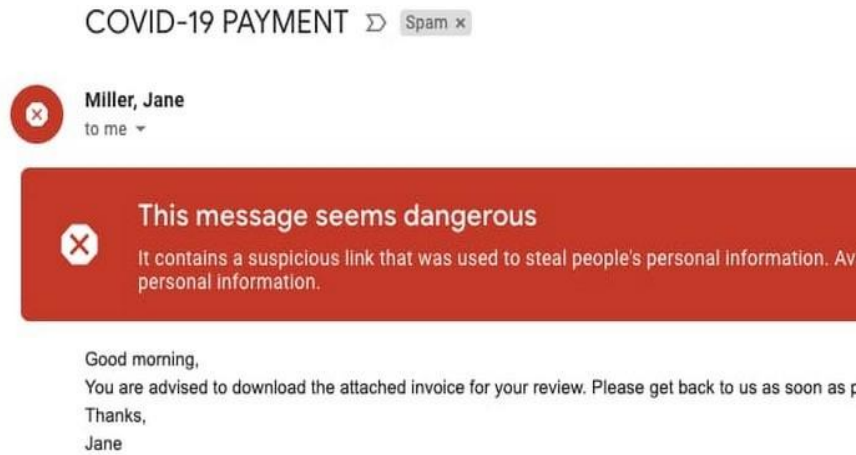 COVID-19 PAYMENT Spam x
Miller, Jane
to me
This message seems dangerous
It contains a suspicious link that was used to steal people's personal information.
personal information.
Good morning,
You are advised to download the attached invoice for your review. Please get back to us as soon as
Thanks,
Jane